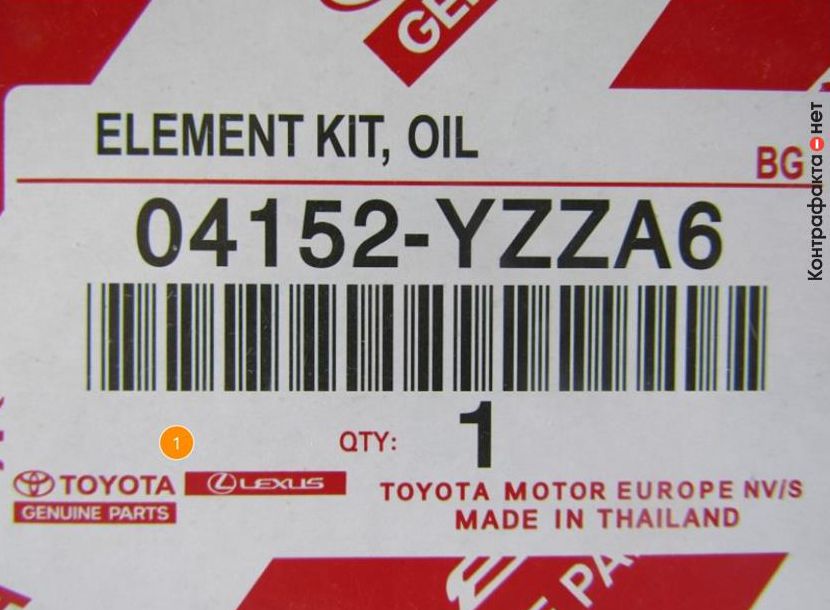 GE
ELEMENT KIT, OIL
BG
04152-YZZA6
1
QTY: 1
TOYOTA LEXUS
GENUINE PARTS
TOYOTA MOTOR EUROPE NV/S
MADE IN THAILAND
E PA
Контрафакта нет